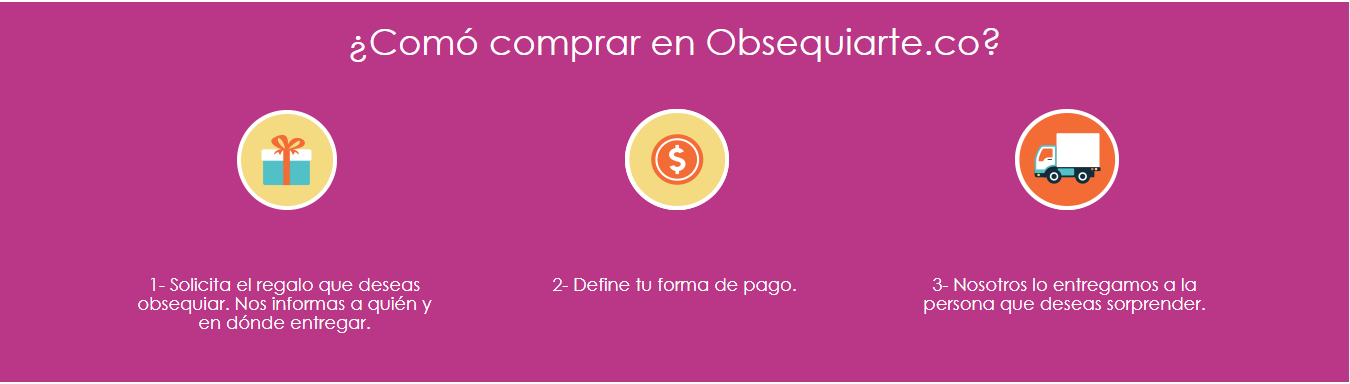 ¿Comó comprar en Obsequiarte.co?
$
1- Solicita el regalo que deseas
obsequiar. Nos informas a quién y
en dónde entregar.
2- Define tu forma de pago.
3- Nosotros lo entregamos a la
persona que deseas sorprender.